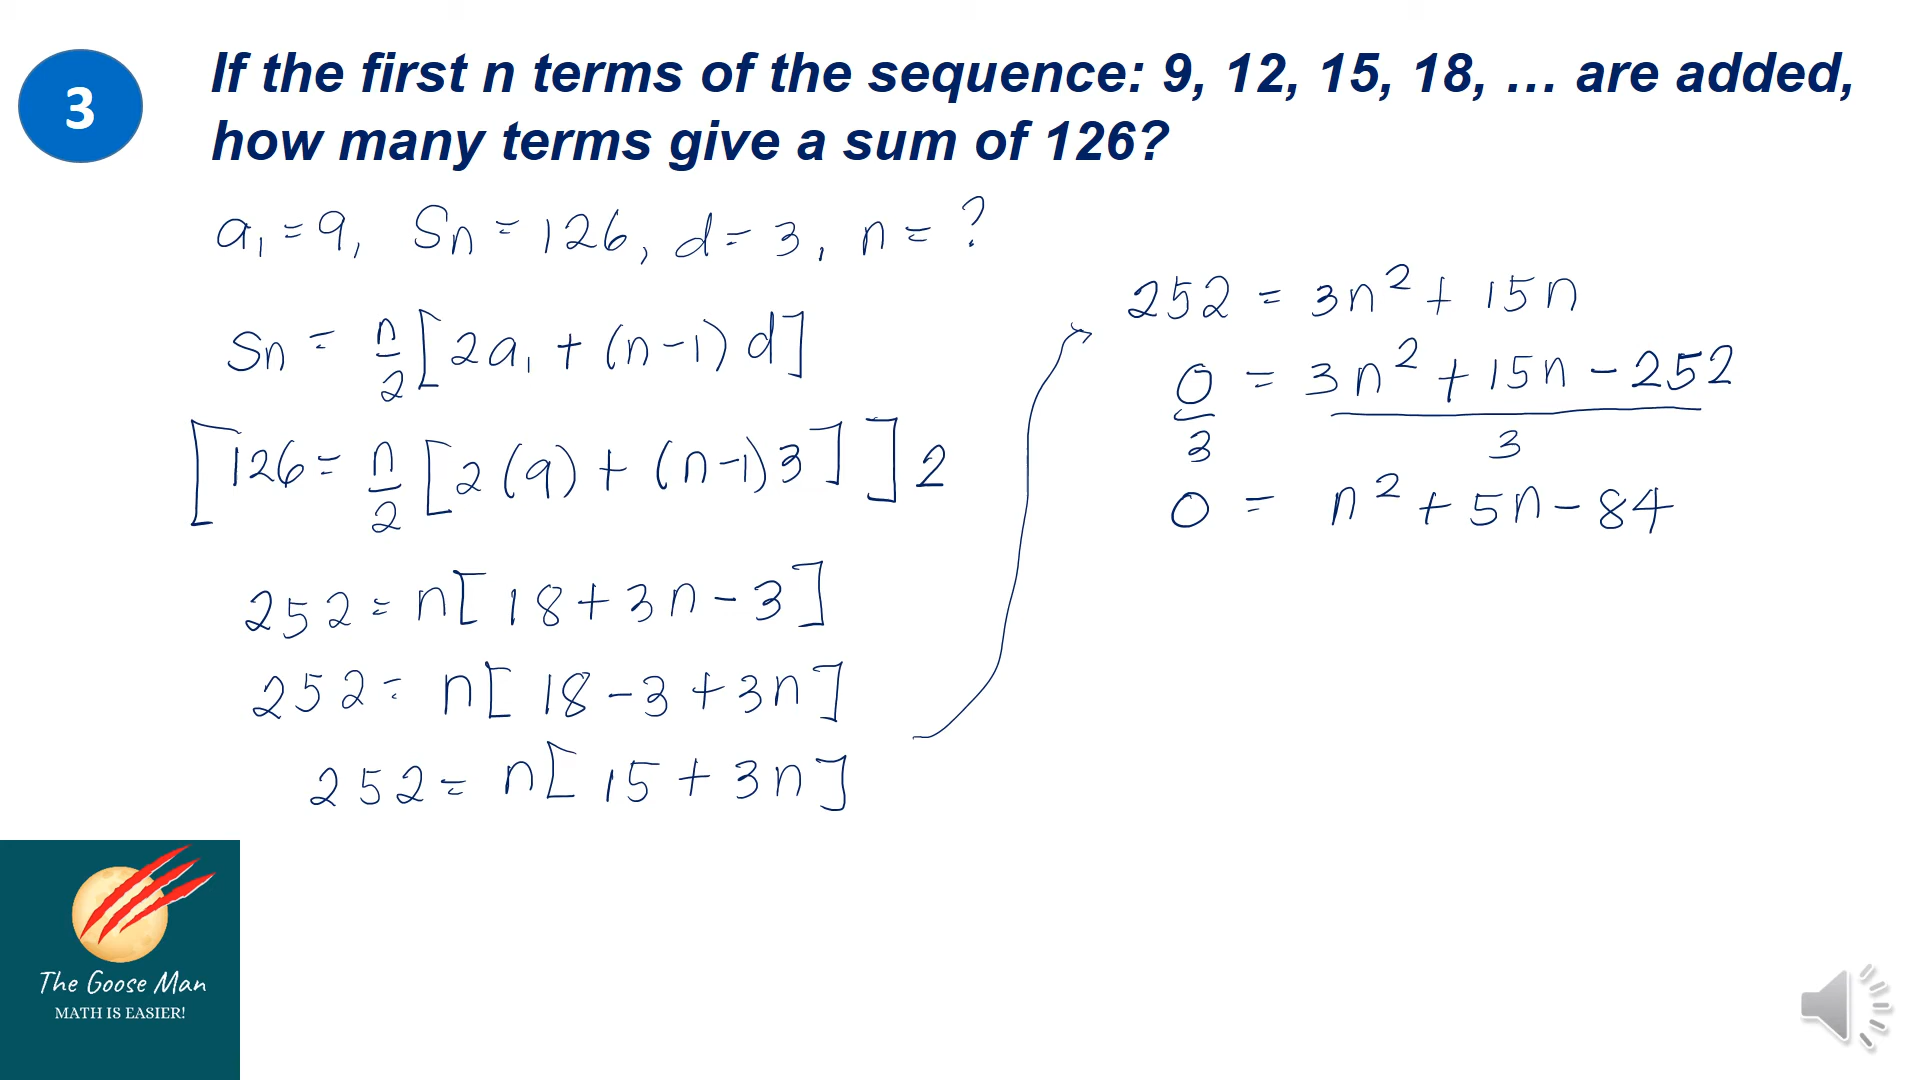 3
If the first n terms of the sequence: 9, 12, 15, 18, … are added,
how many terms give a sum of 126?
a₁ = 9, Sn = 126, d = 3, n = ?
Sn = n/2 [2a₁ + (n-1) d]
[126 = n/2 [2(9) + (n-1)3]] 2
252 = n[18 + 3n - 3]
252 = n[18 - 3 + 3n]
252 = n[15 + 3n]
252 = 3n² + 15n
0/3 = (3n² + 15n - 252)/3
0 = n² + 5n - 84
The Goose Man
MATH IS EASIER!